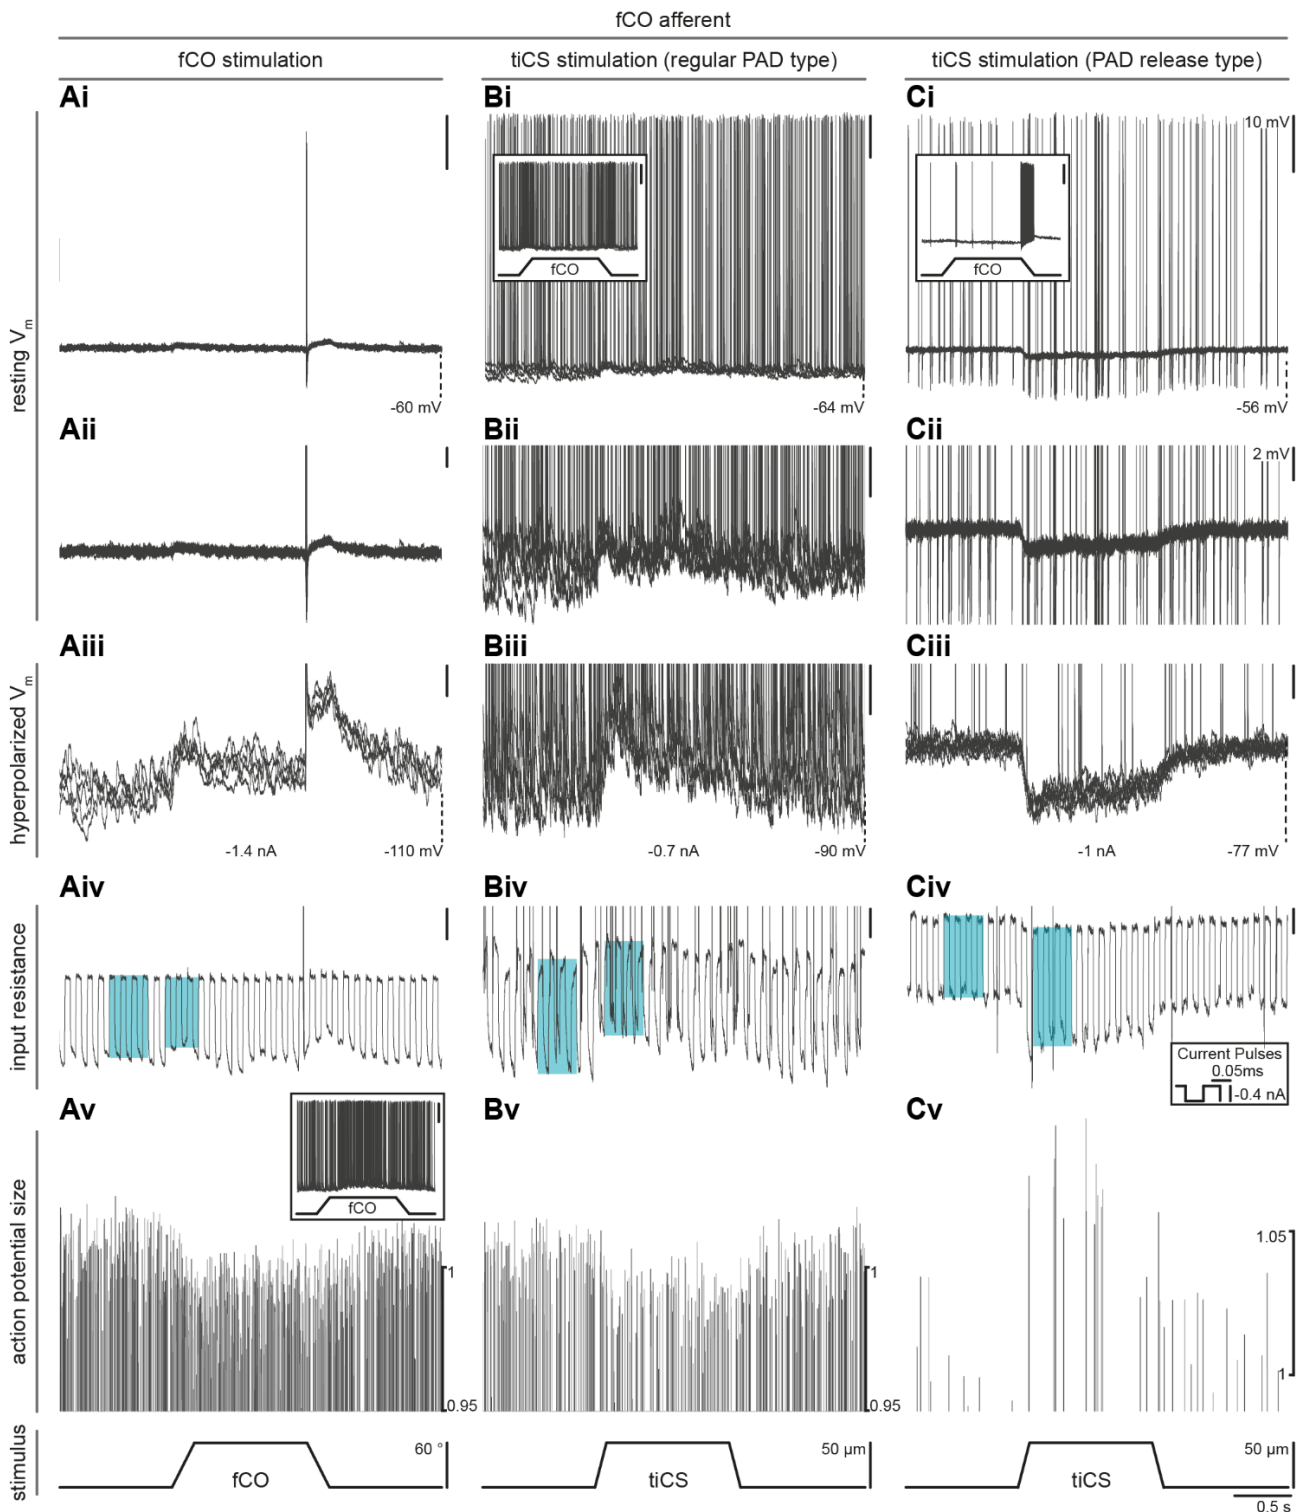 fCO afferent
fCO stimulation
tiCS stimulation (regular PAD type)
tiCS stimulation (PAD release type)
Ai
Bi
Ci
10 mV
fCO
fCO
resting Vm
-60 mV
-64 mV
-56 mV
Aii
Bii
Cii
2 mV
Aiii
Biii
Ciii
hyperpolarized Vm
-1.4 nA
-110 mV
-0.7 nA
-90 mV
-1 nA
-77 mV
Aiv
Biv
Civ
input resistance
Current Pulses
0.05ms
-0.4 nA
Av
Bv
Cv
fCO
action potential size
1
0.95
1
0.95
1.05
1
stimulus
fCO
60 °
tiCS
50 µm
tiCS
50 µm
0.5 s